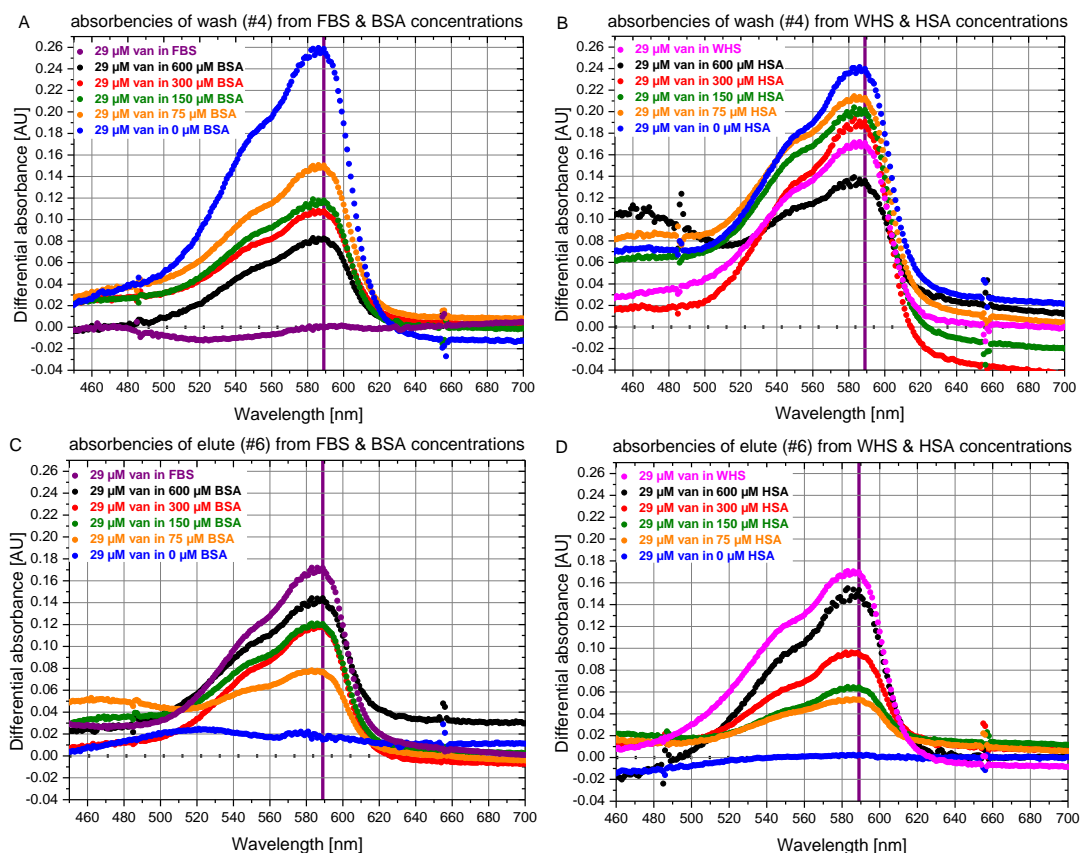 A absorbencies of wash (#4) from FBS & BSA concentrations
0.26
0.24
0.22
0.20
0.18
0.16
0.14
0.12
0.10
0.08
0.06
0.04
0.02
0.00
-0.02
-0.04
Differential absorbance [AU]
29 µM van in FBS
29 µM van in 600 µM BSA
29 µM van in 300 µM BSA
29 µM van in 150 µM BSA
29 µM van in 75 µM BSA
29 µM van in 0 µM BSA
460 480 500 520 540 560 580 600 620 640 660 680 700
Wavelength [nm]
B absorbencies of wash (#4) from WHS & HSA concentrations
0.26
0.24
0.22
0.20
0.18
0.16
0.14
0.12
0.10
0.08
0.06
0.04
0.02
0.00
-0.02
-0.04
Differential absorbance [AU]
29 µM van in WHS
29 µM van in 600 µM HSA
29 µM van in 300 µM HSA
29 µM van in 150 µM HSA
29 µM van in 75 µM HSA
29 µM van in 0 µM HSA
460 480 500 520 540 560 580 600 620 640 660 680 700
Wavelength [nm]
C absorbencies of elute (#6) from FBS & BSA concentrations
0.26
0.24
0.22
0.20
0.18
0.16
0.14
0.12
0.10
0.08
0.06
0.04
0.02
0.00
-0.02
-0.04
Differential absorbance [AU]
29 µM van in FBS
29 µM van in 600 µM BSA
29 µM van in 300 µM BSA
29 µM van in 150 µM BSA
29 µM van in 75 µM BSA
29 µM van in 0 µM BSA
460 480 500 520 540 560 580 600 620 640 660 680 700
Wavelength [nm]
D absorbencies of elute (#6) from WHS & HSA concentrations
0.26
0.24
0.22
0.20
0.18
0.16
0.14
0.12
0.10
0.08
0.06
0.04
0.02
0.00
-0.02
-0.04
Differential absorbance [AU]
29 µM van in WHS
29 µM van in 600 µM HSA
29 µM van in 300 µM HSA
29 µM van in 150 µM HSA
29 µM van in 75 µM HSA
29 µM van in 0 µM HSA
460 480 500 520 540 560 580 600 620 640 660 680 700
Wavelength [nm]